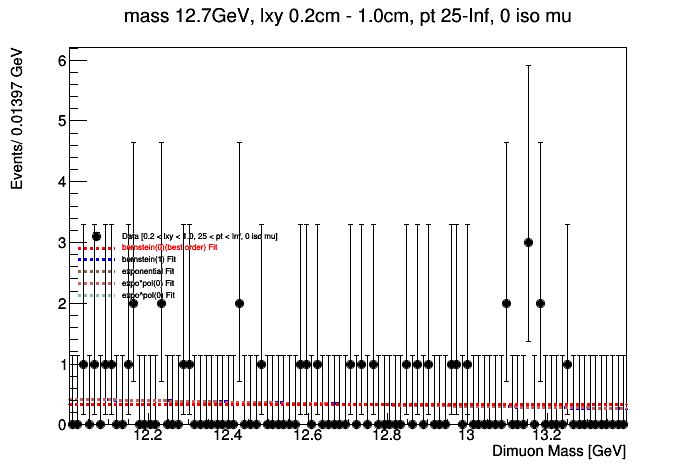 mass 12.7GeV, lxy 0.2cm - 1.0cm, pt 25-Inf, 0 iso mu
Events/ 0.01397 GeV
6
5
4
3
2
1
0
Data [0.2 < lxy < 1.0, 25 < pt < Inf, 0 iso mu]
bernstein(0)(best order) Fit
bernstein(1) Fit
exponential Fit
expo*pol(0) Fit
expo^pol(0) Fit
12.2 12.4 12.6 12.8 13 13.2
Dimuon Mass [GeV]